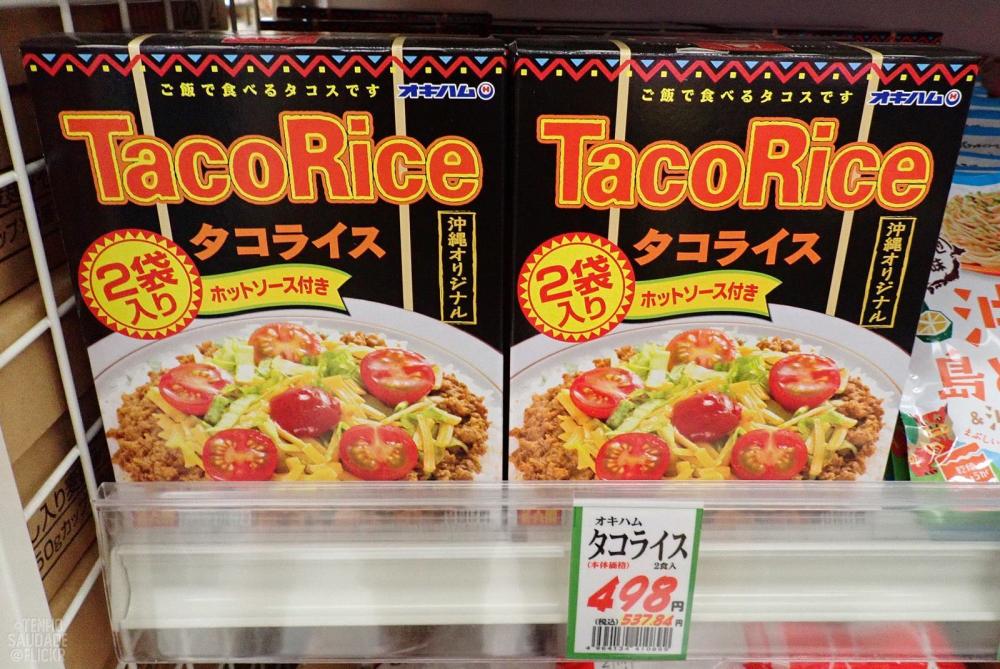 ご飯で食べるタコスです
オキハム
TacoRice
タコライス
沖縄オリジナル
2袋入り
ホットソース付き
ご飯で食べるタコスです
オキハム
TacoRice
タコライス
沖縄オリジナル
2袋入り
ホットソース付き
オキハム
タコライス
(本体価格) 2食入
498円
(税込) 537.84円
島
&
@TENRO
SAUDADE
@FLICKR